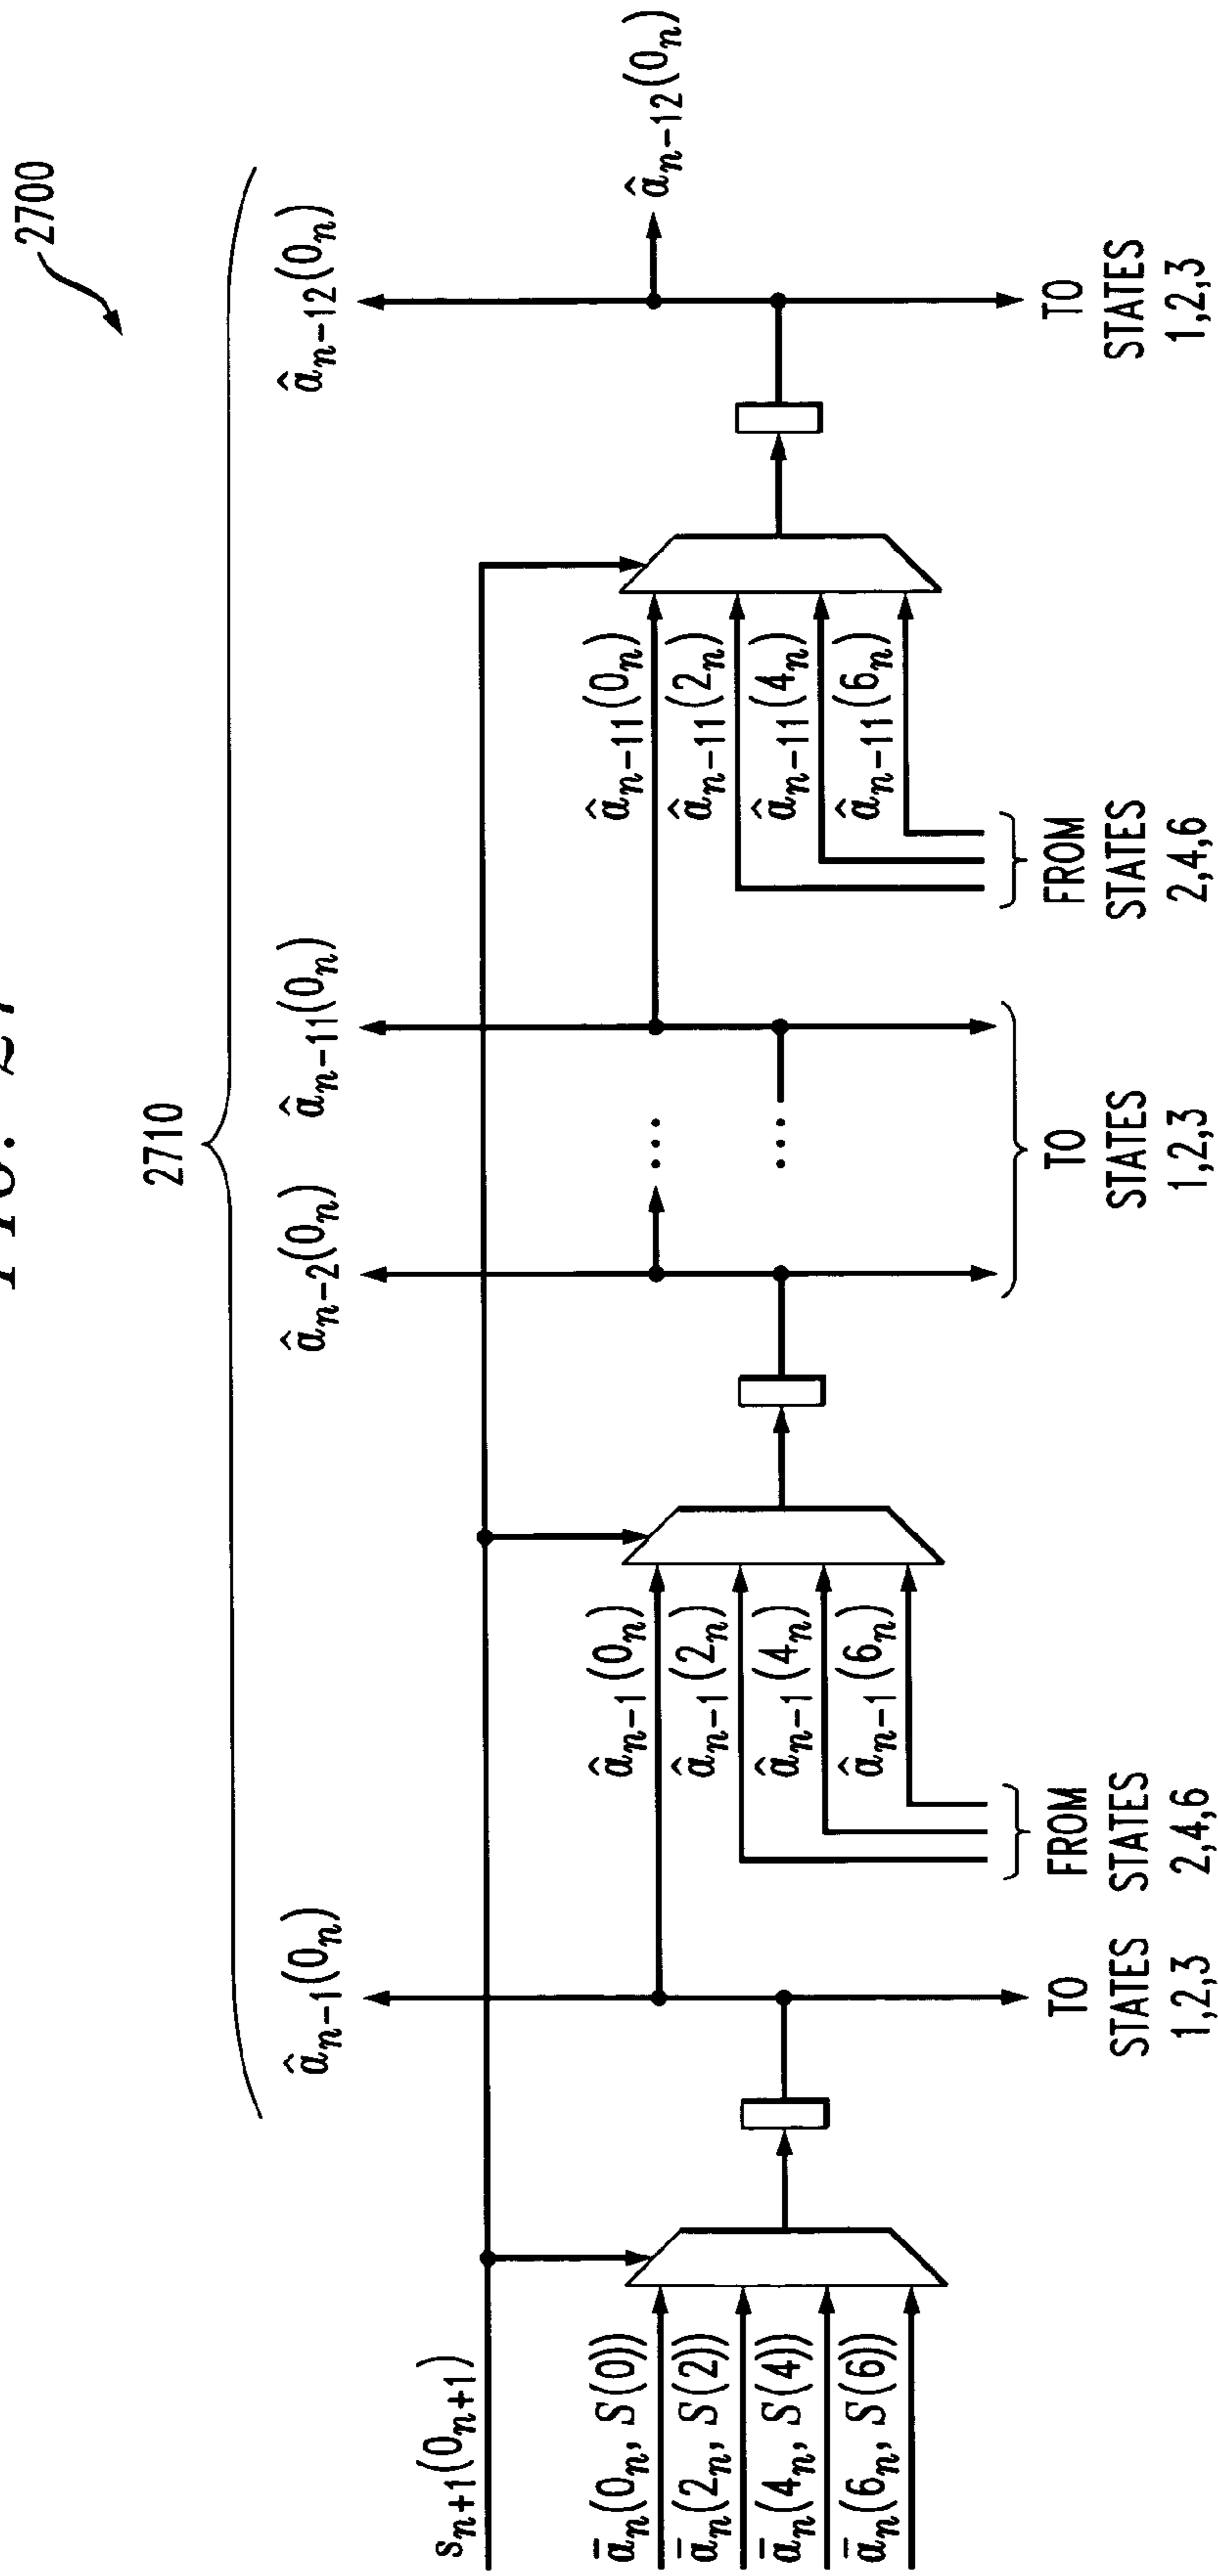 FIG. 27
2700
2710
â_{n-1}(0_n)
â_{n-2}(0_n)
â_{n-11}(0_n)
â_{n-12}(0_n)
s_{n+1}(0_{n+1})
ā_n(0_n, S(0))
ā_n(2_n, S(2))
ā_n(4_n, S(4))
ā_n(6_n, S(6))
TO
STATES
1,2,3
â_{n-1}(0_n)
â_{n-1}(2_n)
â_{n-1}(4_n)
â_{n-1}(6_n)
FROM
STATES
2,4,6
TO
STATES
1,2,3
â_{n-11}(0_n)
â_{n-11}(2_n)
â_{n-11}(4_n)
â_{n-11}(6_n)
FROM
STATES
2,4,6
â_{n-12}(0_n)
TO
STATES
1,2,3